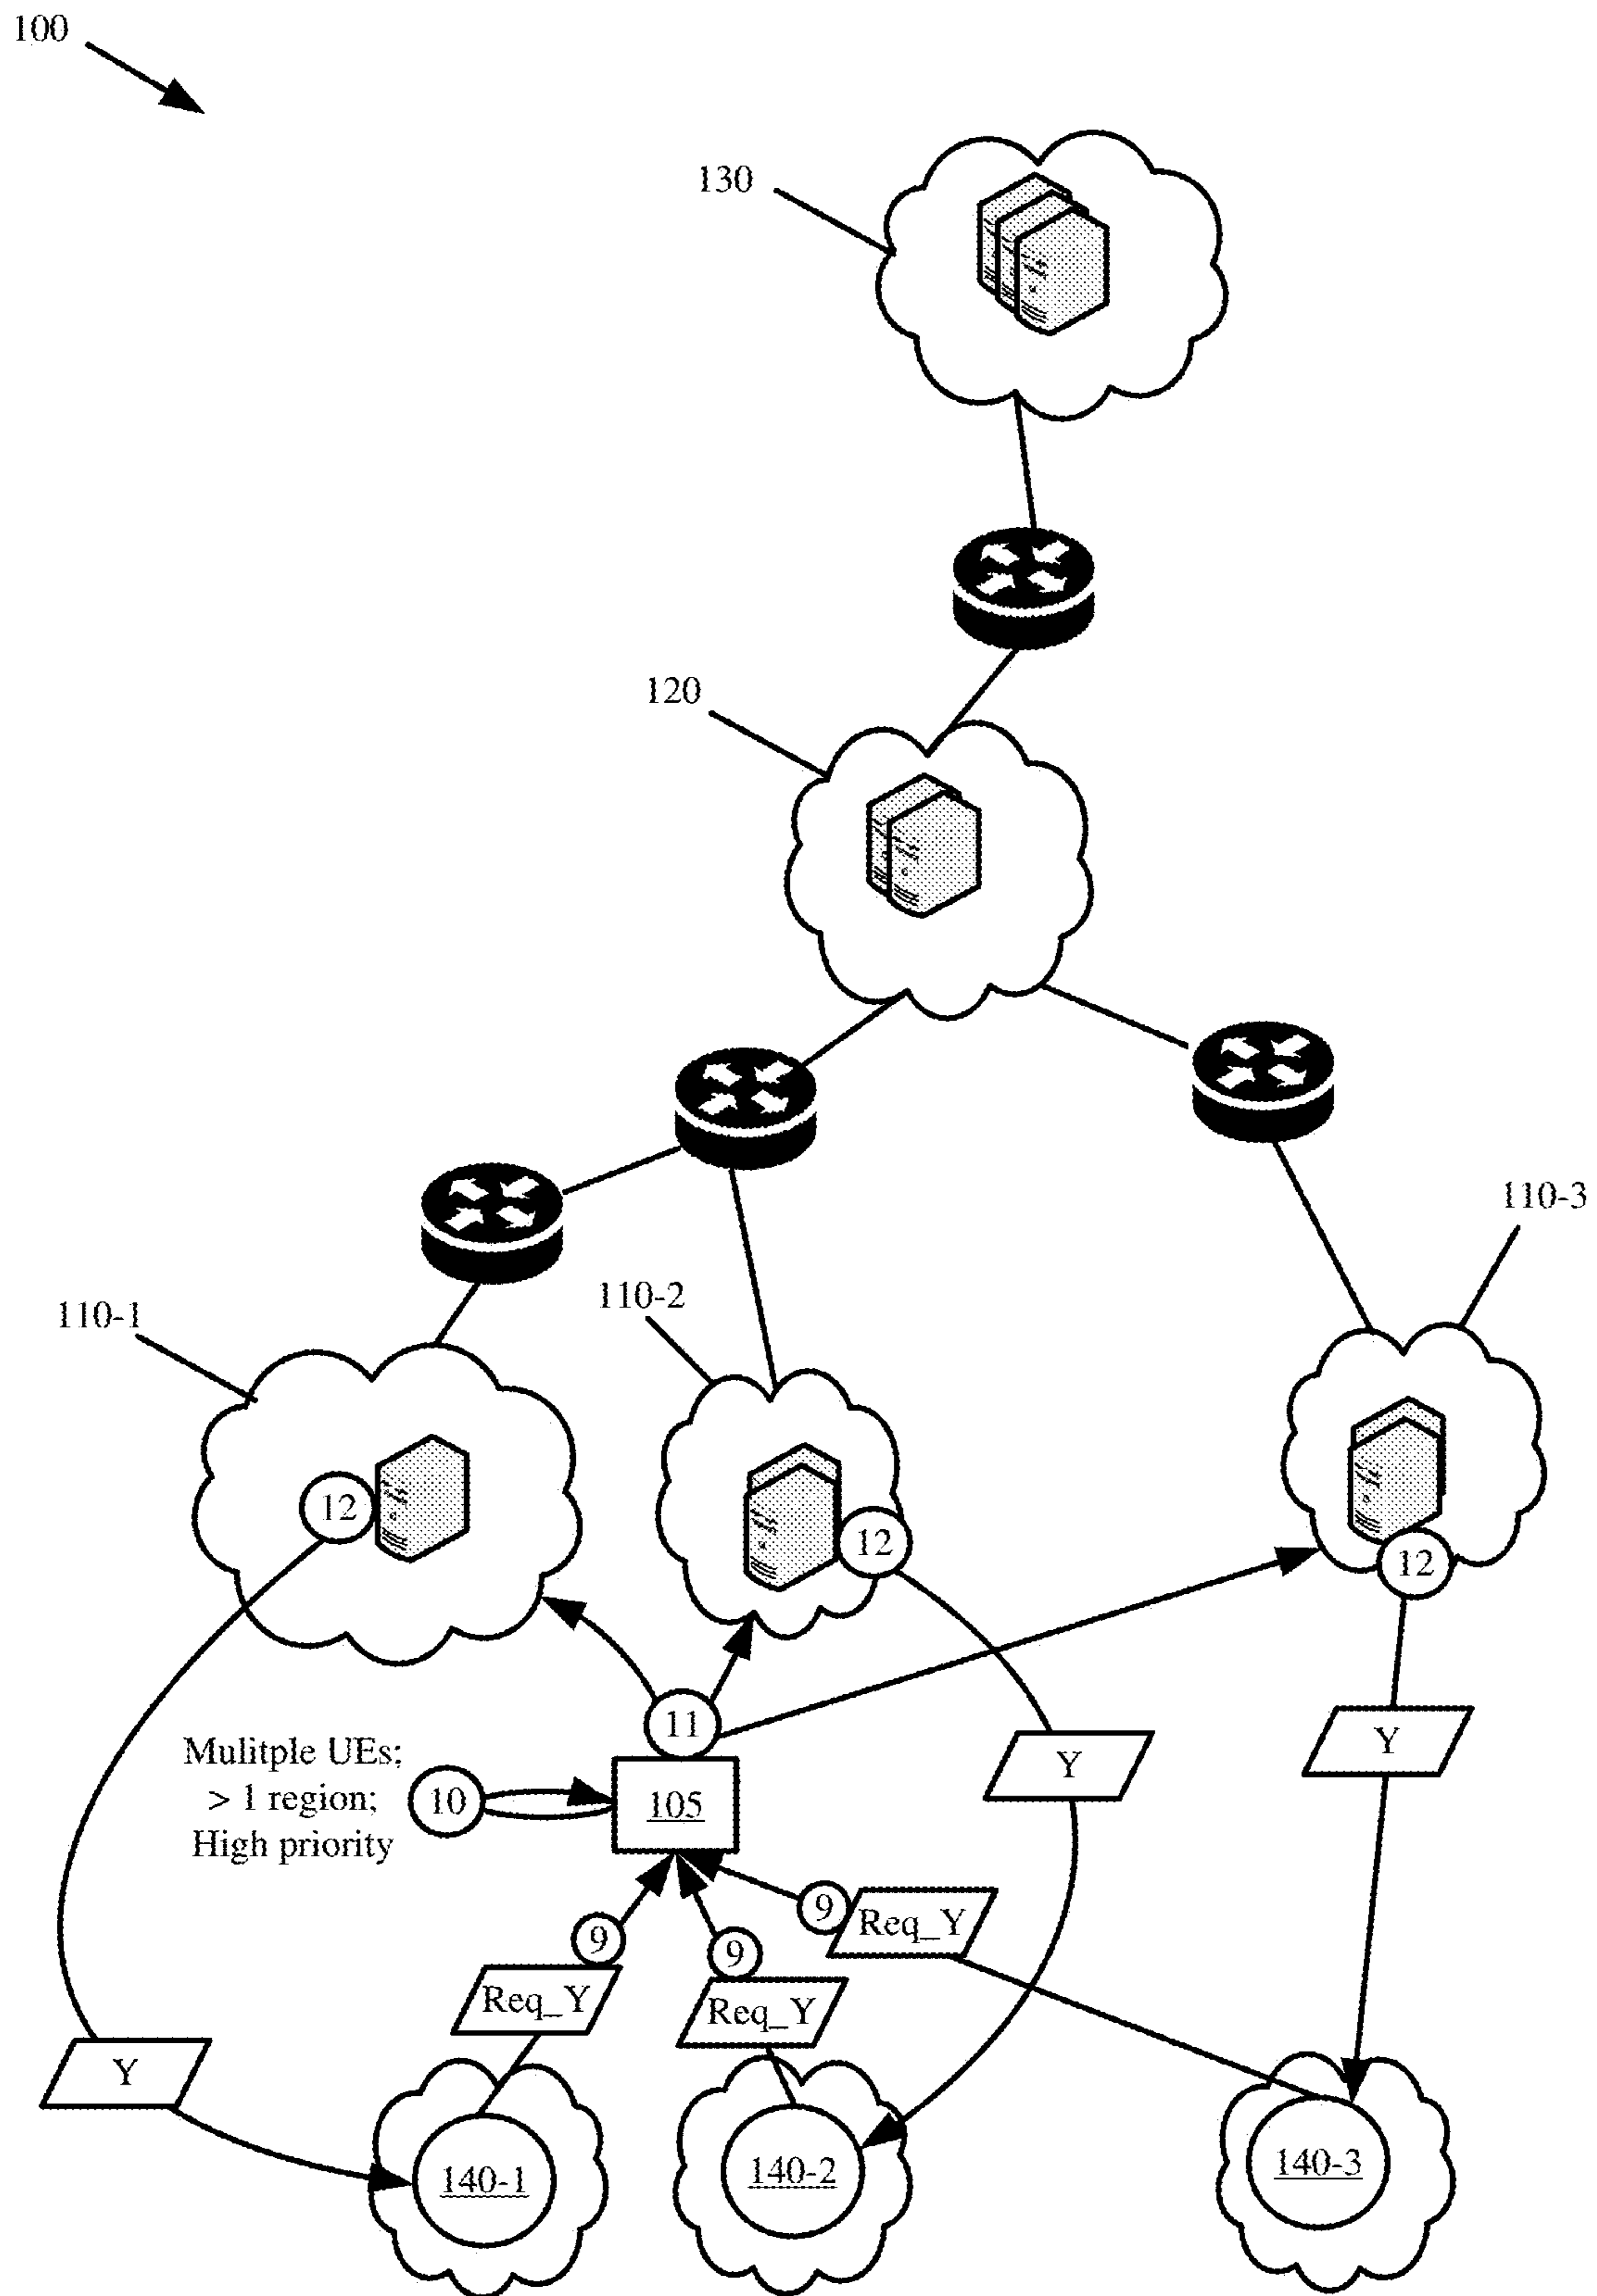 100
130
120
110-3
110-2
110-1
12
12
12
11
Mulitple UEs;
> 1 region;
High priority
10
105
Y
Y
9
Req_Y
9
9
Req_Y
Req_Y
Y
140-1
140-2
140-3